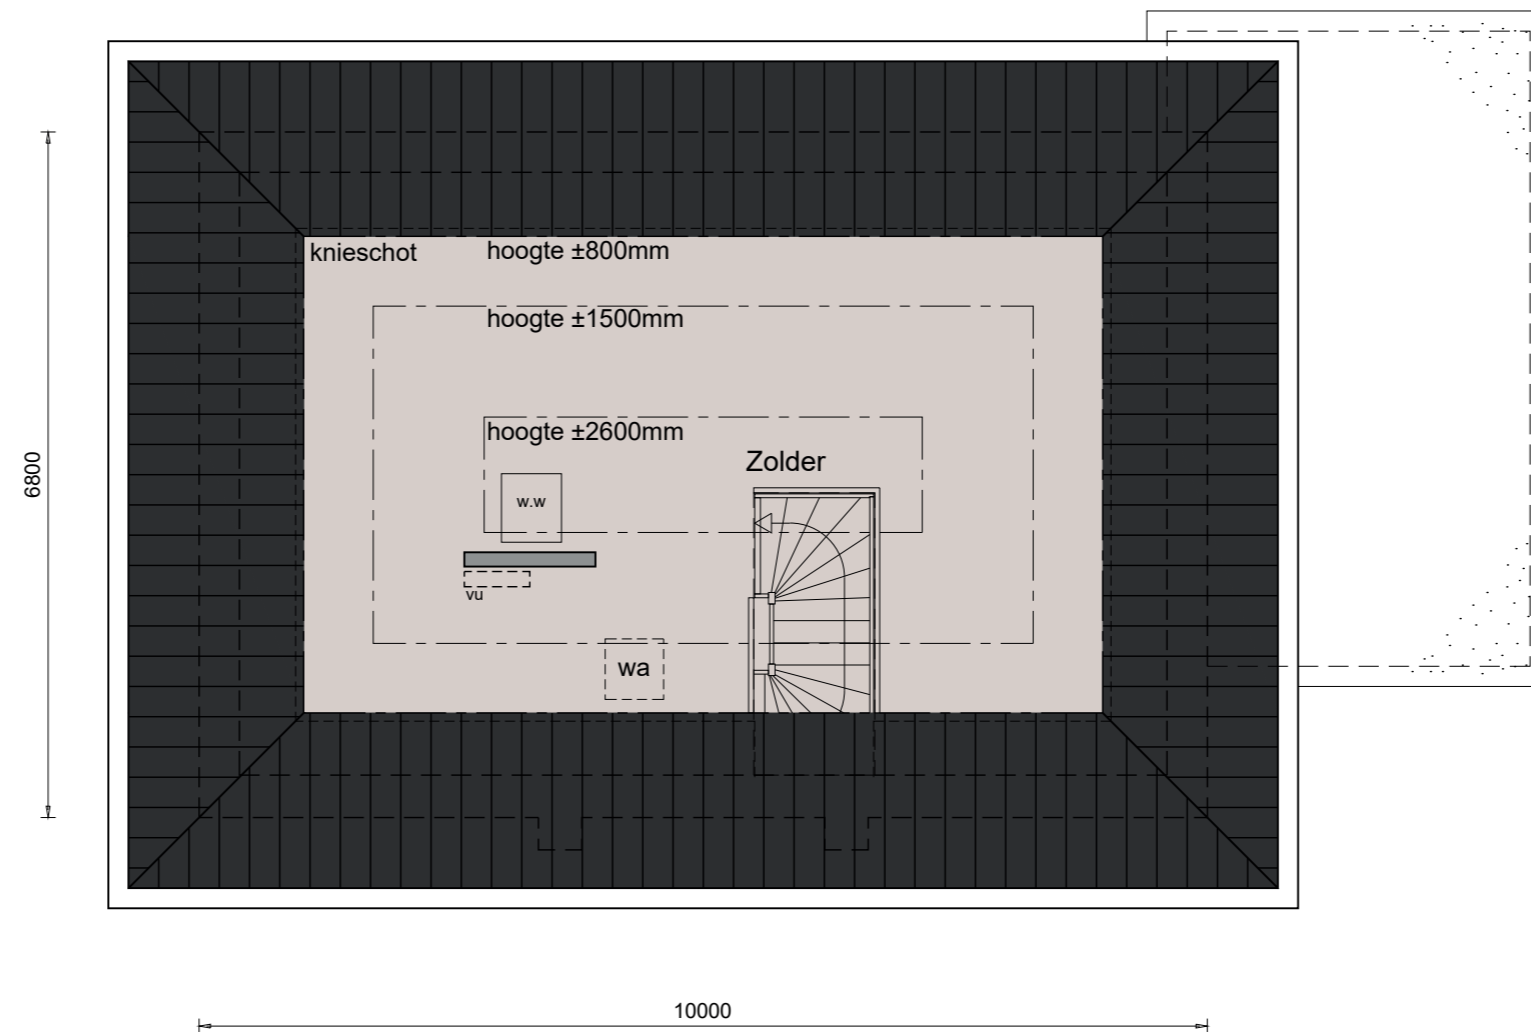 knieschot
hoogte ±800mm
hoogte ±1500mm
hoogte ±2600mm
Zolder
w.w
6800
vu
wa
10000